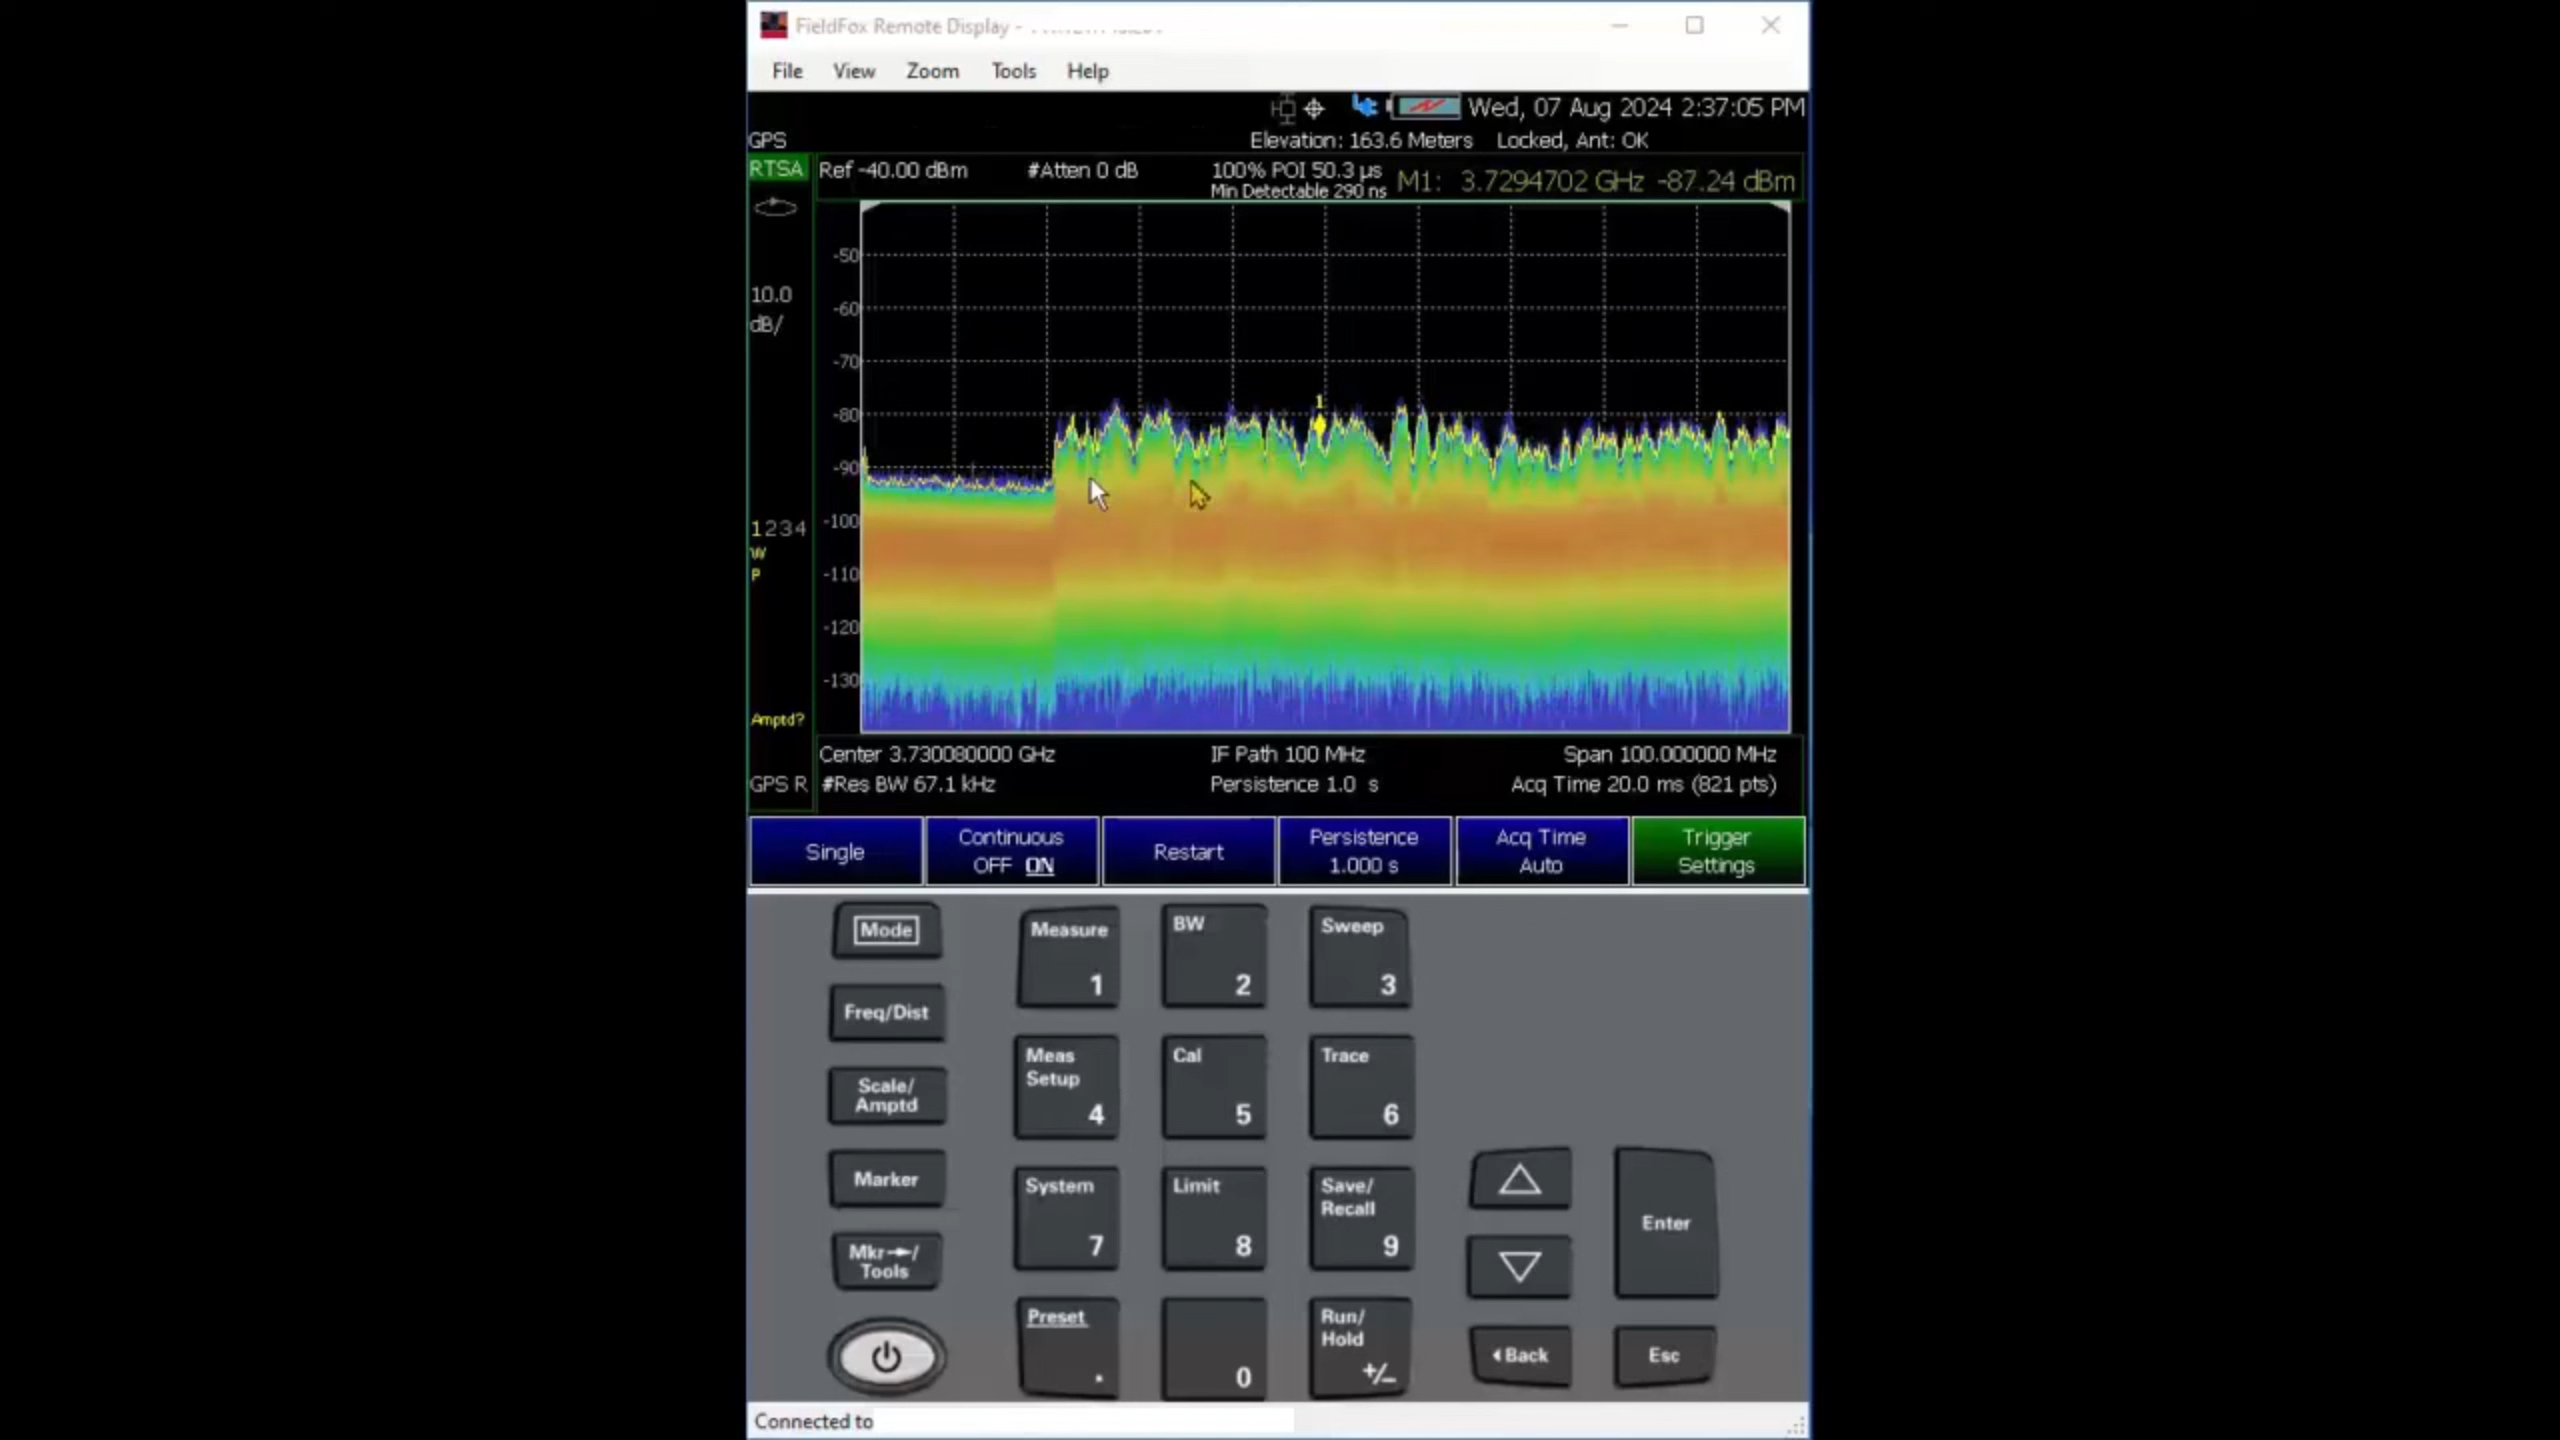 FieldFox Remote Display -
File View Zoom Tools Help
Wed, 07 Aug 2024 2:37:05 PM
GPS Elevation: 163.6 Meters Locked, Ant: OK
RTSA Ref -40.00 dBm #Atten 0 dB 100% POI 50.3 µs
Min Detectable 290 ns
M1: 3.7294702 GHz -87.24 dBm
10.0
dB/
1234
W
P
Amptd?
GPS R
-50
-60
-70
-80
-90
-100
-110
-120
-130
1
Center 3.730080000 GHz IF Path 100 MHz Span 100.000000 MHz
#Res BW 67.1 kHz Persistence 1.0 s Acq Time 20.0 ms (821 pts)
Single
Continuous
OFF ON
Restart
Persistence
1.000 s
Acq Time
Auto
Trigger
Settings
Mode
Measure
1
BW
2
Sweep
3
Freq/Dist
Meas
Setup
4
Cal
5
Trace
6
Scale/
Amptd
Marker
System
7
Limit
8
Save/
Recall
9
Enter
Mkr→/
Tools
Preset
.
0
Run/
Hold
+/-
Back
Esc
Connected to